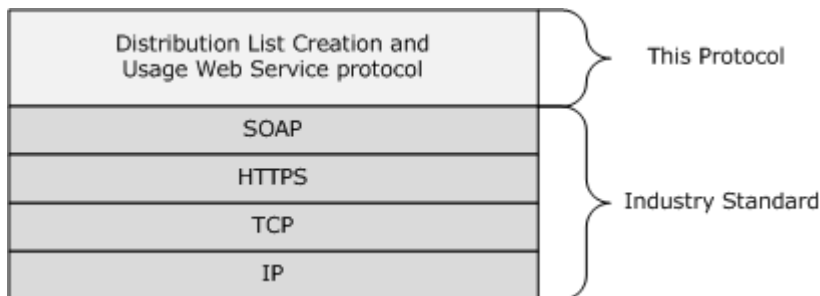 Distribution List Creation and
Usage Web Service protocol
This Protocol
SOAP
HTTPS
TCP
IP
Industry Standard